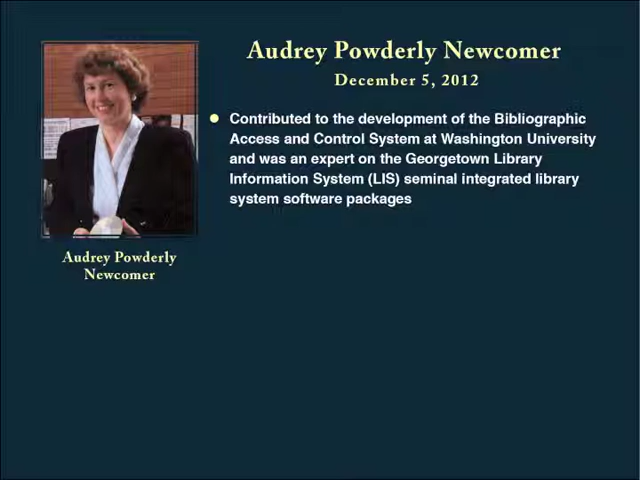 Audrey Powderly Newcomer
December 5, 2012
Contributed to the development of the Bibliographic
Access and Control System at Washington University
and was an expert on the Georgetown Library
Information System (LIS) seminal integrated library
system software packages
Audrey Powderly
Newcomer